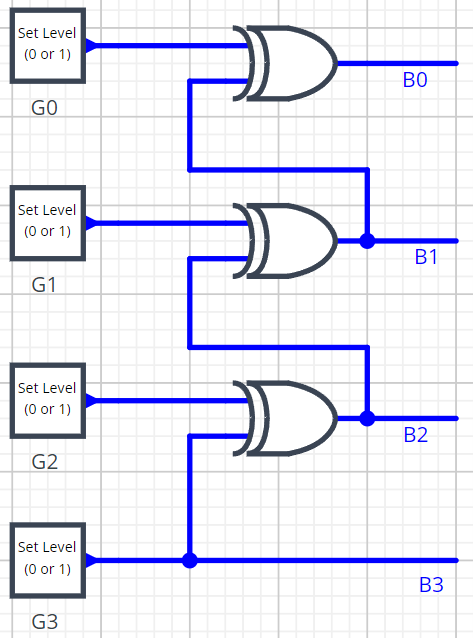 Set Level
(0 or 1)
G0
B0
Set Level
(0 or 1)
G1
B1
Set Level
(0 or 1)
G2
B2
Set Level
(0 or 1)
G3
B3